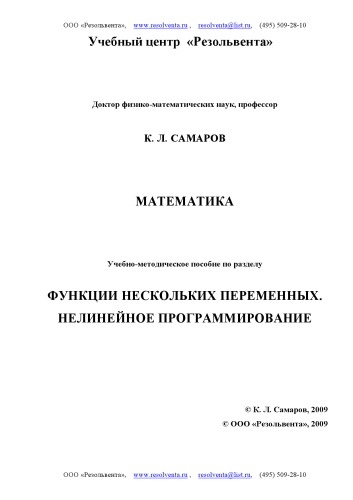 ООО «Резольвента», www.resolventa.ru , resolventa@list.ru, (495) 509-28-10
Учебный центр «Резольвента»
Доктор физико-математических наук, профессор
К. Л. САМАРОВ
МАТЕМАТИКА
Учебно-методическое пособие по разделу
ФУНКЦИИ НЕСКОЛЬКИХ ПЕРЕМЕННЫХ.
НЕЛИНЕЙНОЕ ПРОГРАММИРОВАНИЕ
© К. Л. Самаров, 2009
© ООО «Резольвента», 2009
ООО «Резольвента», www.resolventa.ru , resolventa@list.ru, (495) 509-28-10